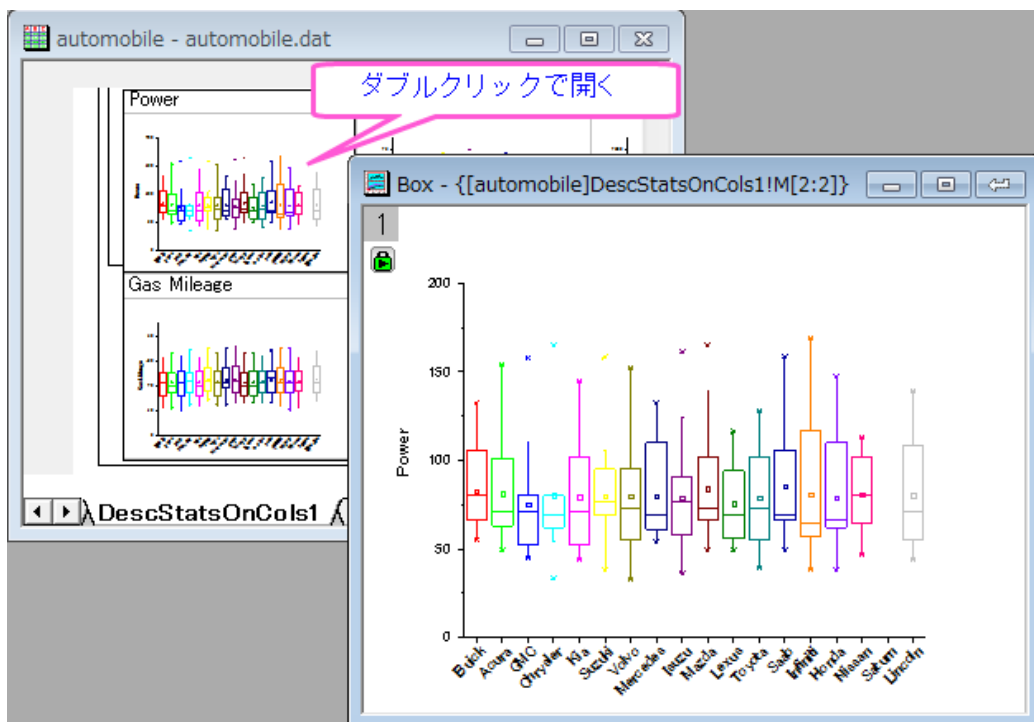 automobile - automobile.dat
ダブルクリックで開く
Power
Gas Mileage
DescStatsOnCols1
Box - {[automobile]DescStatsOnCols1!M[2:2]}
1
200
150
100
50
0
Power
Buick
Acura
GMC
Chrysler
Kia
Suzuki
Volvo
Mercedes
Isuzu
Mazda
Lexus
Toyota
Saab
Infiniti
Honda
Nissan
Saturn
Lincoln